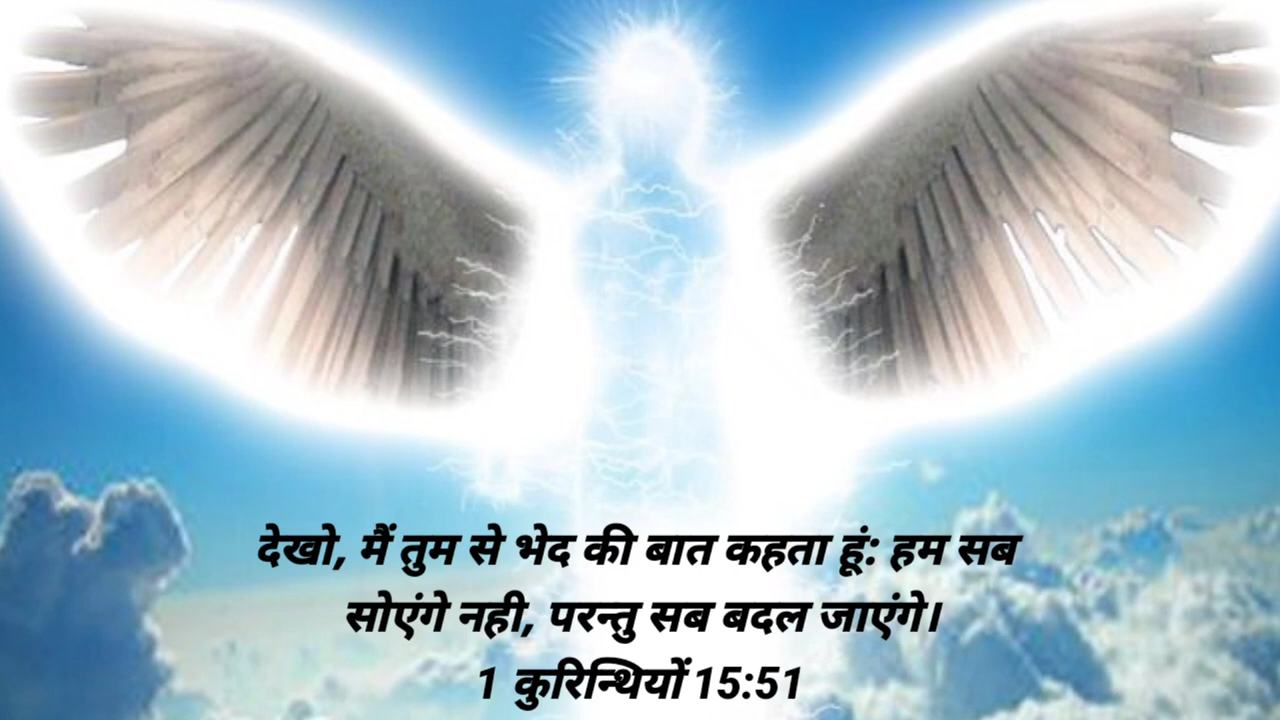 देखो, मैं तुम से भेद की बात कहता हूं: हम सब
सोएंगे नही, परन्तु सब बदल जाएंगे।
1 कुरिन्थियों 15:51